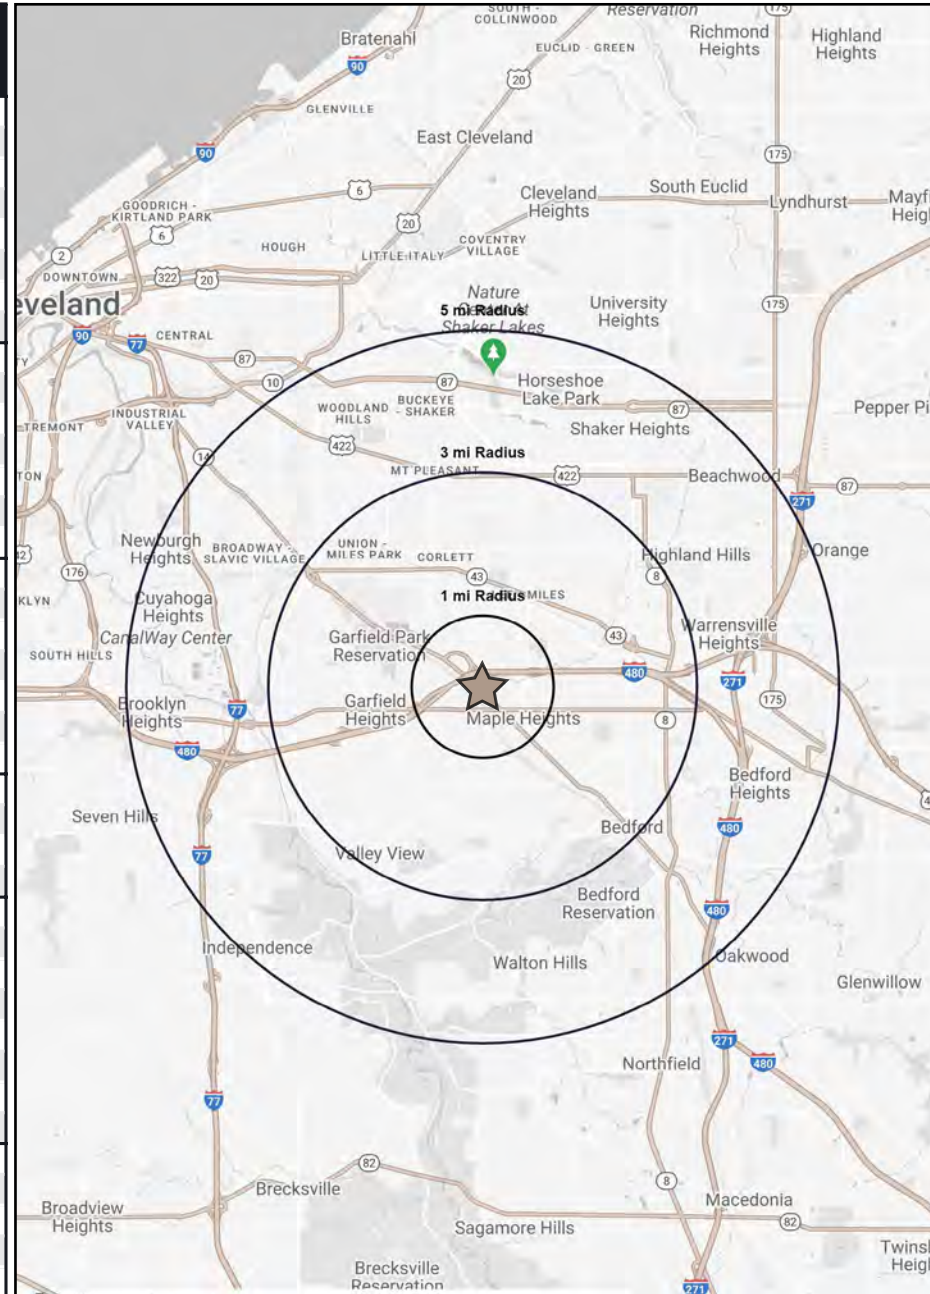 SOUTH -
COLLINWOOD
Reservation
175
Richmond
Heights
Highland
Heights
Bratenahl
EUCLID - GREEN
90
20
GLENVILLE
East Cleveland
90
175
6
Cleveland
Heights
South Euclid
Lyndhurst
GOODRICH -
KIRTLAND PARK
6
20
HOUGH
COVENTRY
VILLAGE
LITTLE ITALY
2
DOWNTOWN
322
20
eveland
Nature
Center At
Shaker Lakes
5 mi Radius
University
Heights
175
90
77
CENTRAL
87
10
87
Horseshoe
Lake Park
BUCKEYE
- SHAKER
WOODLAND
HILLS
INDUSTRIAL
VALLEY
TREMONT
87
Shaker Heights
Pepper Pi
422
14
3 mi Radius
MT PLEASANT
422
Beachwood
87
TON
271
Newburgh
Heights
BROADWAY -
SLAVIC VILLAGE
UNION -
MILES PARK
CORLETT
Highland Hills
Orange
42
176
43
8
KLYN
1 mi Radius
MILES
Cuyahoga
Heights
CanalWay Center
Garfield Park
Reservation
43
Warrensville
Heights
SOUTH HILLS
480
271
175
Brooklyn
Heights
77
Garfield
Heights
Maple Heights
8
480
Bedford
Heights
Seven Hills
Bedford
480
77
Valley View
Bedford
Reservation
480
Independence
Walton Hills
Oakwood
Glenwillow
271
480
Northfield
77
82
Brecksville
8
Macedonia
Broadview
Heights
Sagamore Hills
82
Brecksville
Reservation
271